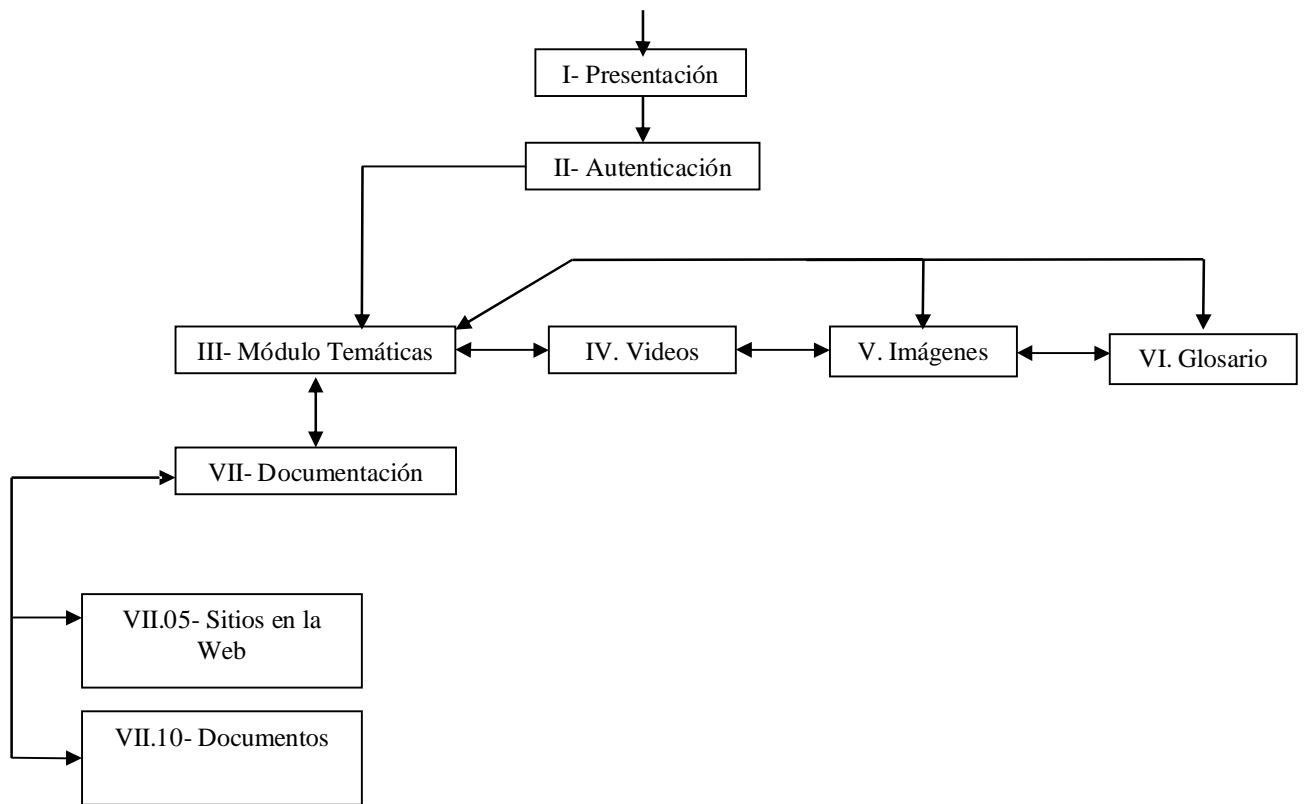 I- Presentación
II- Autenticación
III- Módulo Temáticas
IV. Videos
V. Imágenes
VI. Glosario
VII- Documentación
VII.05- Sitios en la
Web
VII.10- Documentos